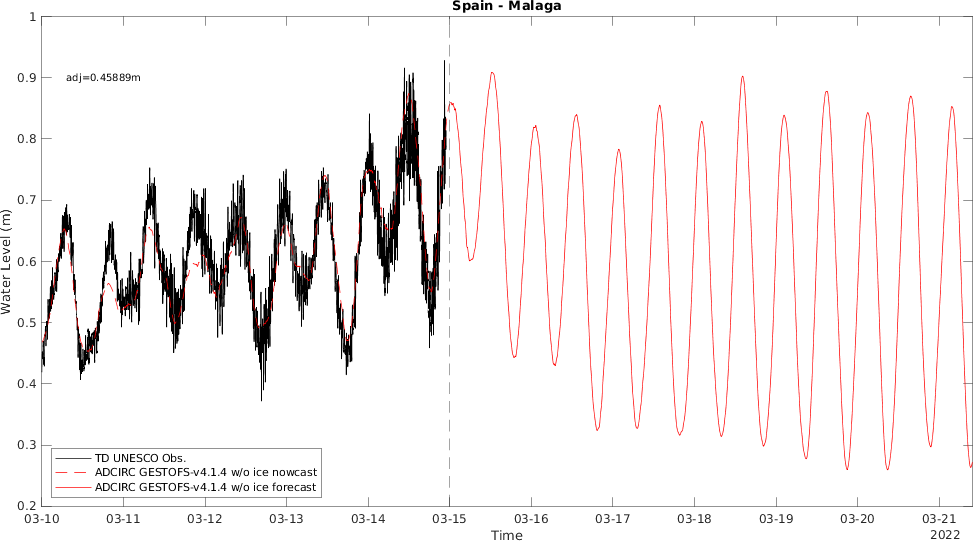 Spain - Malaga
1
0.9
0.8
0.7
0.6
0.5
0.4
0.3
0.2
Water Level (m)
adj=0.45889m
TD UNESCO Obs.
ADCIRC GESTOFS-v4.1.4 w/o ice nowcast
ADCIRC GESTOFS-v4.1.4 w/o ice forecast
03-10 03-11 03-12 03-13 03-14 03-15 03-16 03-17 03-18 03-19 03-20 03-21
Time
2022